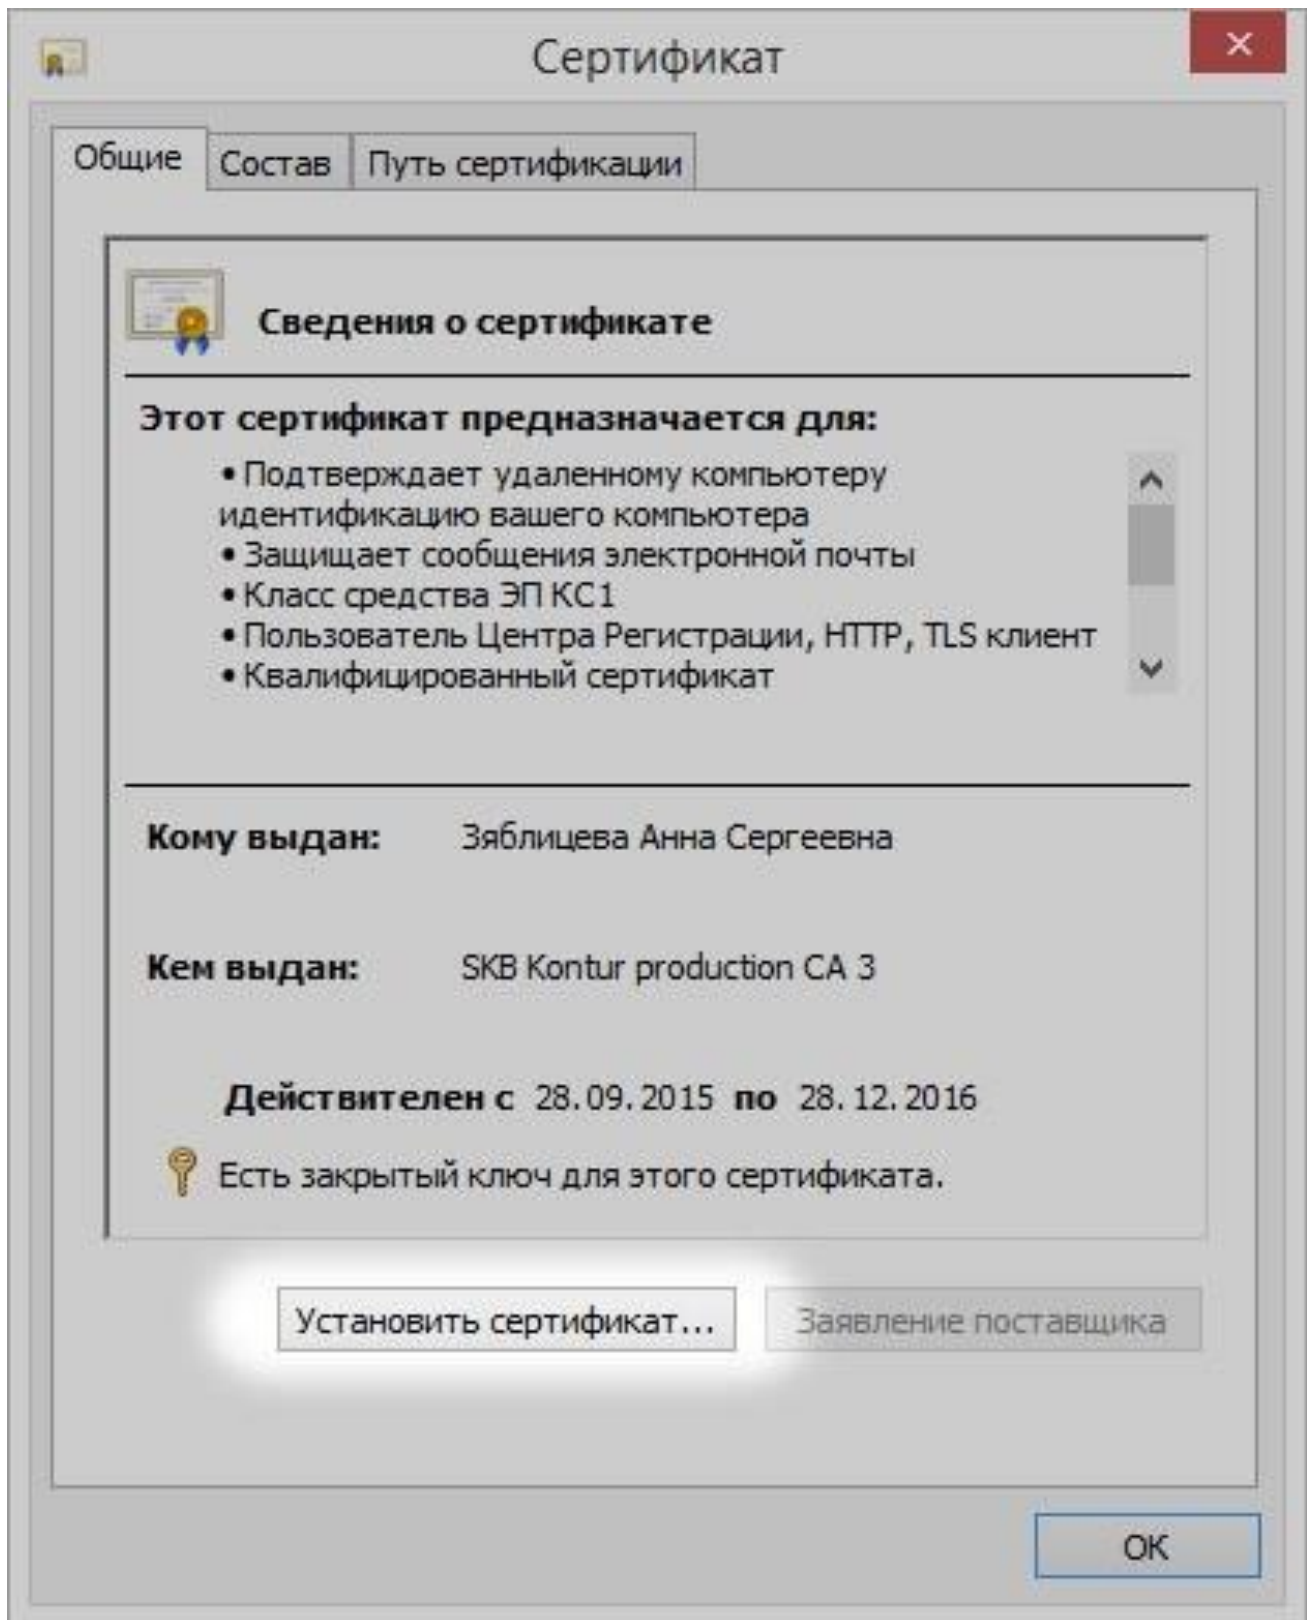 Сертификат
Общие
Состав
Путь сертификации
Сведения о сертификате
Этот сертификат предназначается для:
• Подтверждает удаленному компьютеру
идентификацию вашего компьютера
• Защищает сообщения электронной почты
• Класс средства ЭП КС1
• Пользователь Центра Регистрации, HTTP, TLS клиент
• Квалифицированный сертификат
Кому выдан: Зяблицева Анна Сергеевна
Кем выдан: SKB Kontur production CA 3
Действителен с 28.09.2015 по 28.12.2016
Есть закрытый ключ для этого сертификата.
Установить сертификат...
Заявление поставщика
ОК